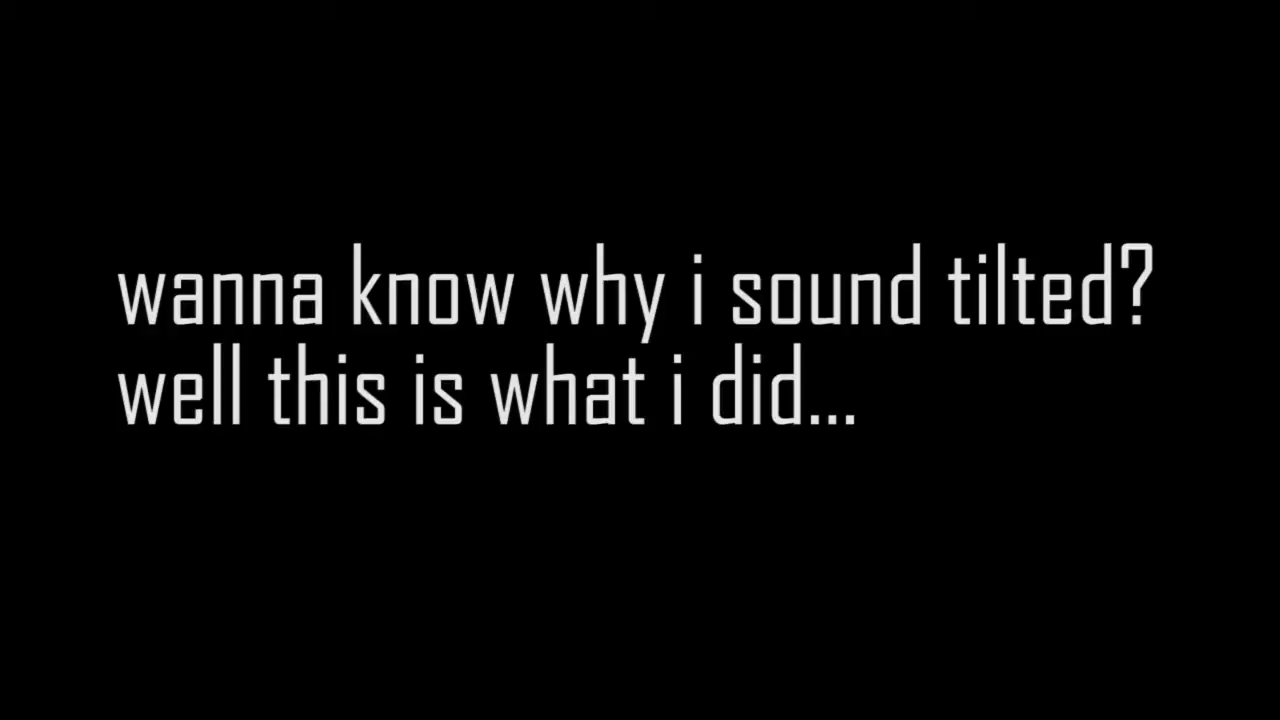 wanna know why i sound tilted?
well this is what i did...